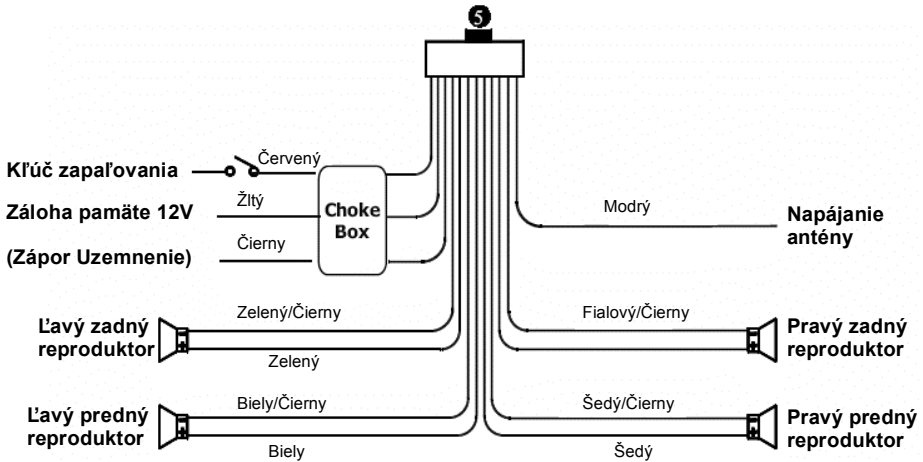 5
Kľúč zapaľovania
Červený
Záloha pamäte 12V
Žltý
(Zápor Uzemnenie)
Čierny
Choke
Box
Modrý
Napájanie
antény
Ľavý zadný
reproduktor
Zelený/Čierny
Zelený
Fialový/Čierny
Pravý zadný
reproduktor
Ľavý predný
reproduktor
Biely/Čierny
Biely
Šedý/Čierny
Šedý
Pravý predný
reproduktor